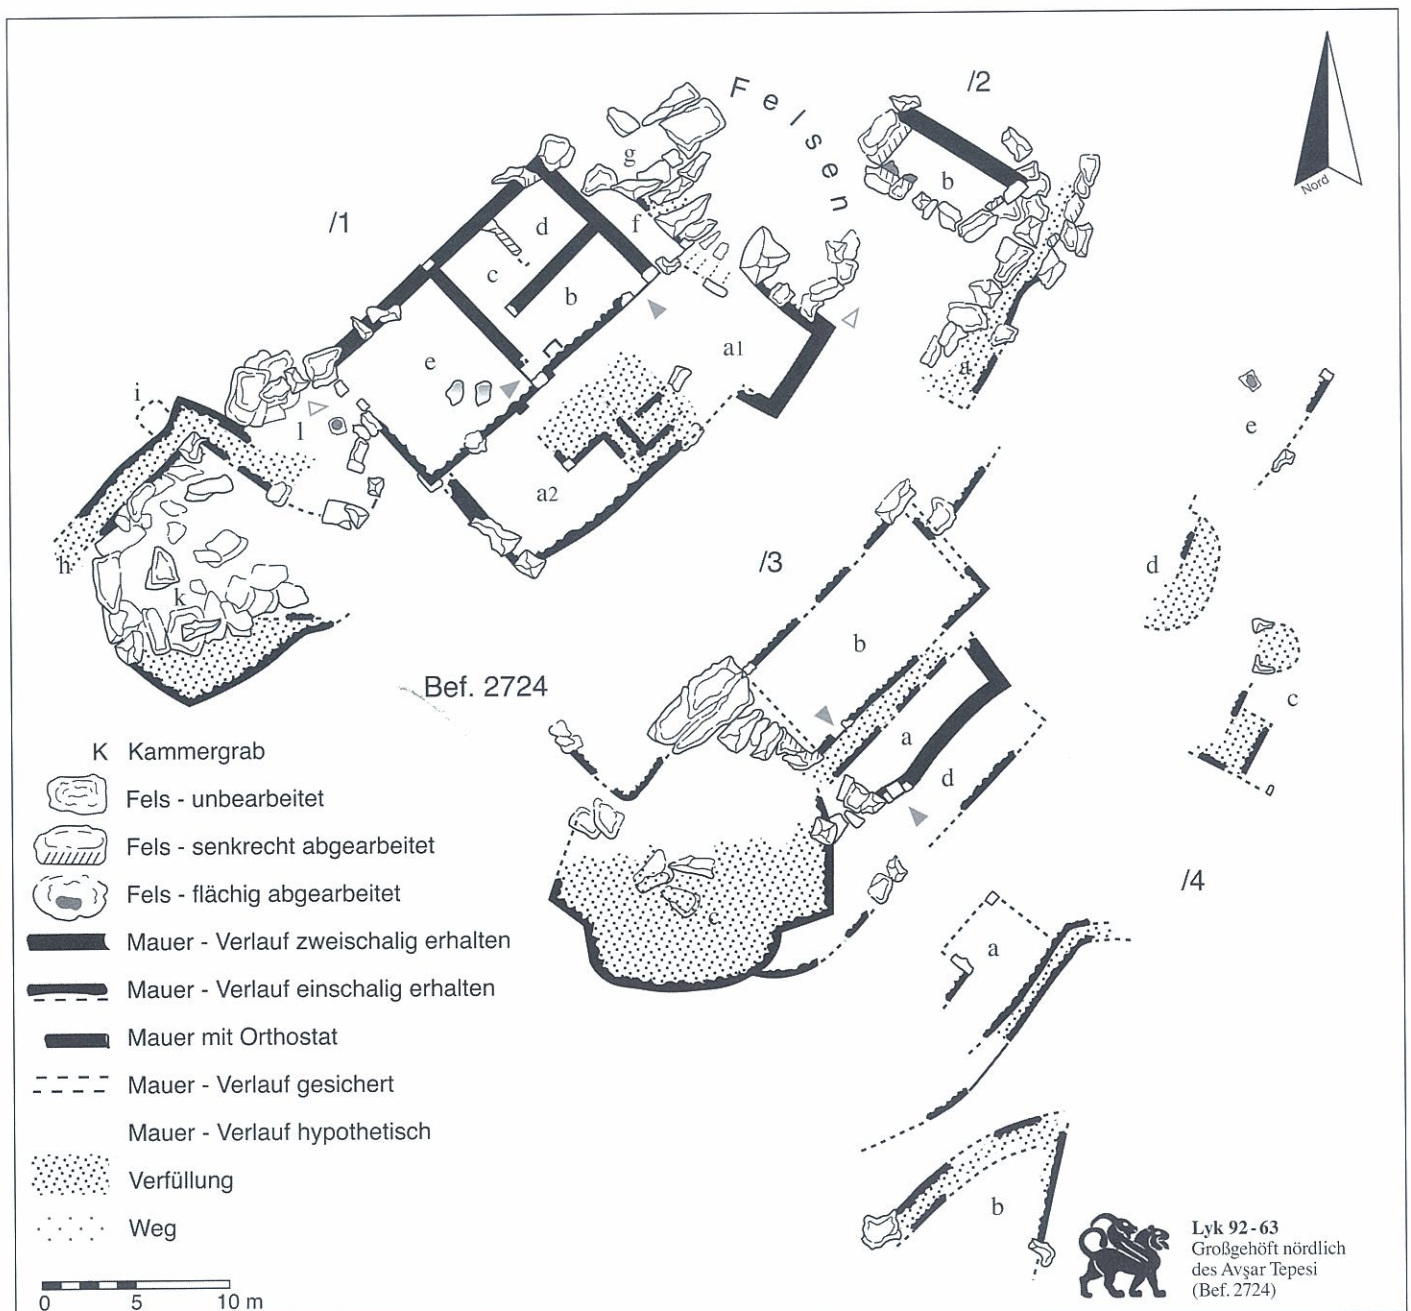 Felsen
/2
Nord
/1
g
b
d
f
c
b
e
a1
a
i
l
a2
e
h
k
/3
d
b
c
Bef. 2724
a
d
K Kammergrab
Fels - unbearbeitet
Fels - senkrecht abgearbeitet
Fels - flächig abgearbeitet
Mauer - Verlauf zweischalig erhalten
Mauer - Verlauf einschalig erhalten
Mauer mit Orthostat
Mauer - Verlauf gesichert
Mauer - Verlauf hypothetisch
Verfüllung
Weg
0 5 10 m
c
/4
a
b
Lyk 92-63
Großgehöft nördlich
des Avşar Tepesi
(Bef. 2724)